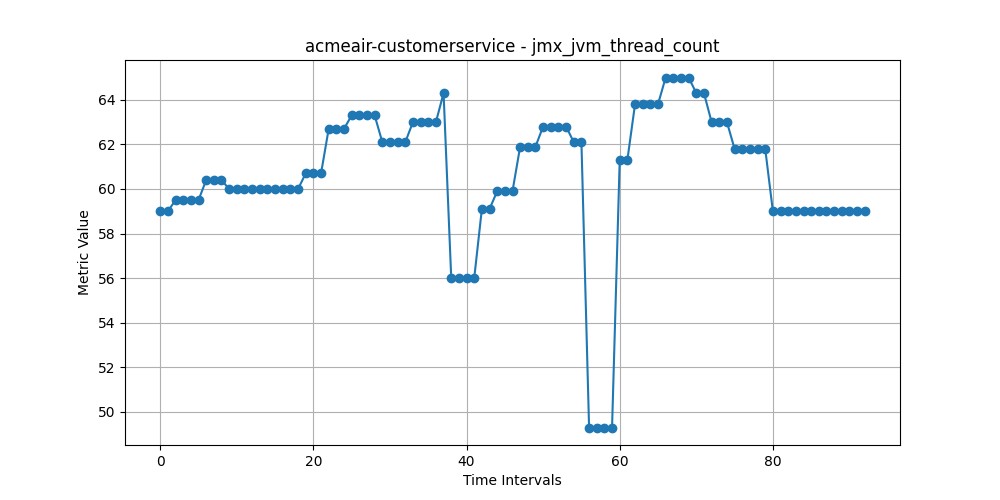 acmeair-customerservice - jmx_jvm_thread_count
Metric Value
64
62
60
58
56
54
52
50
0 20 40 60 80
Time Intervals